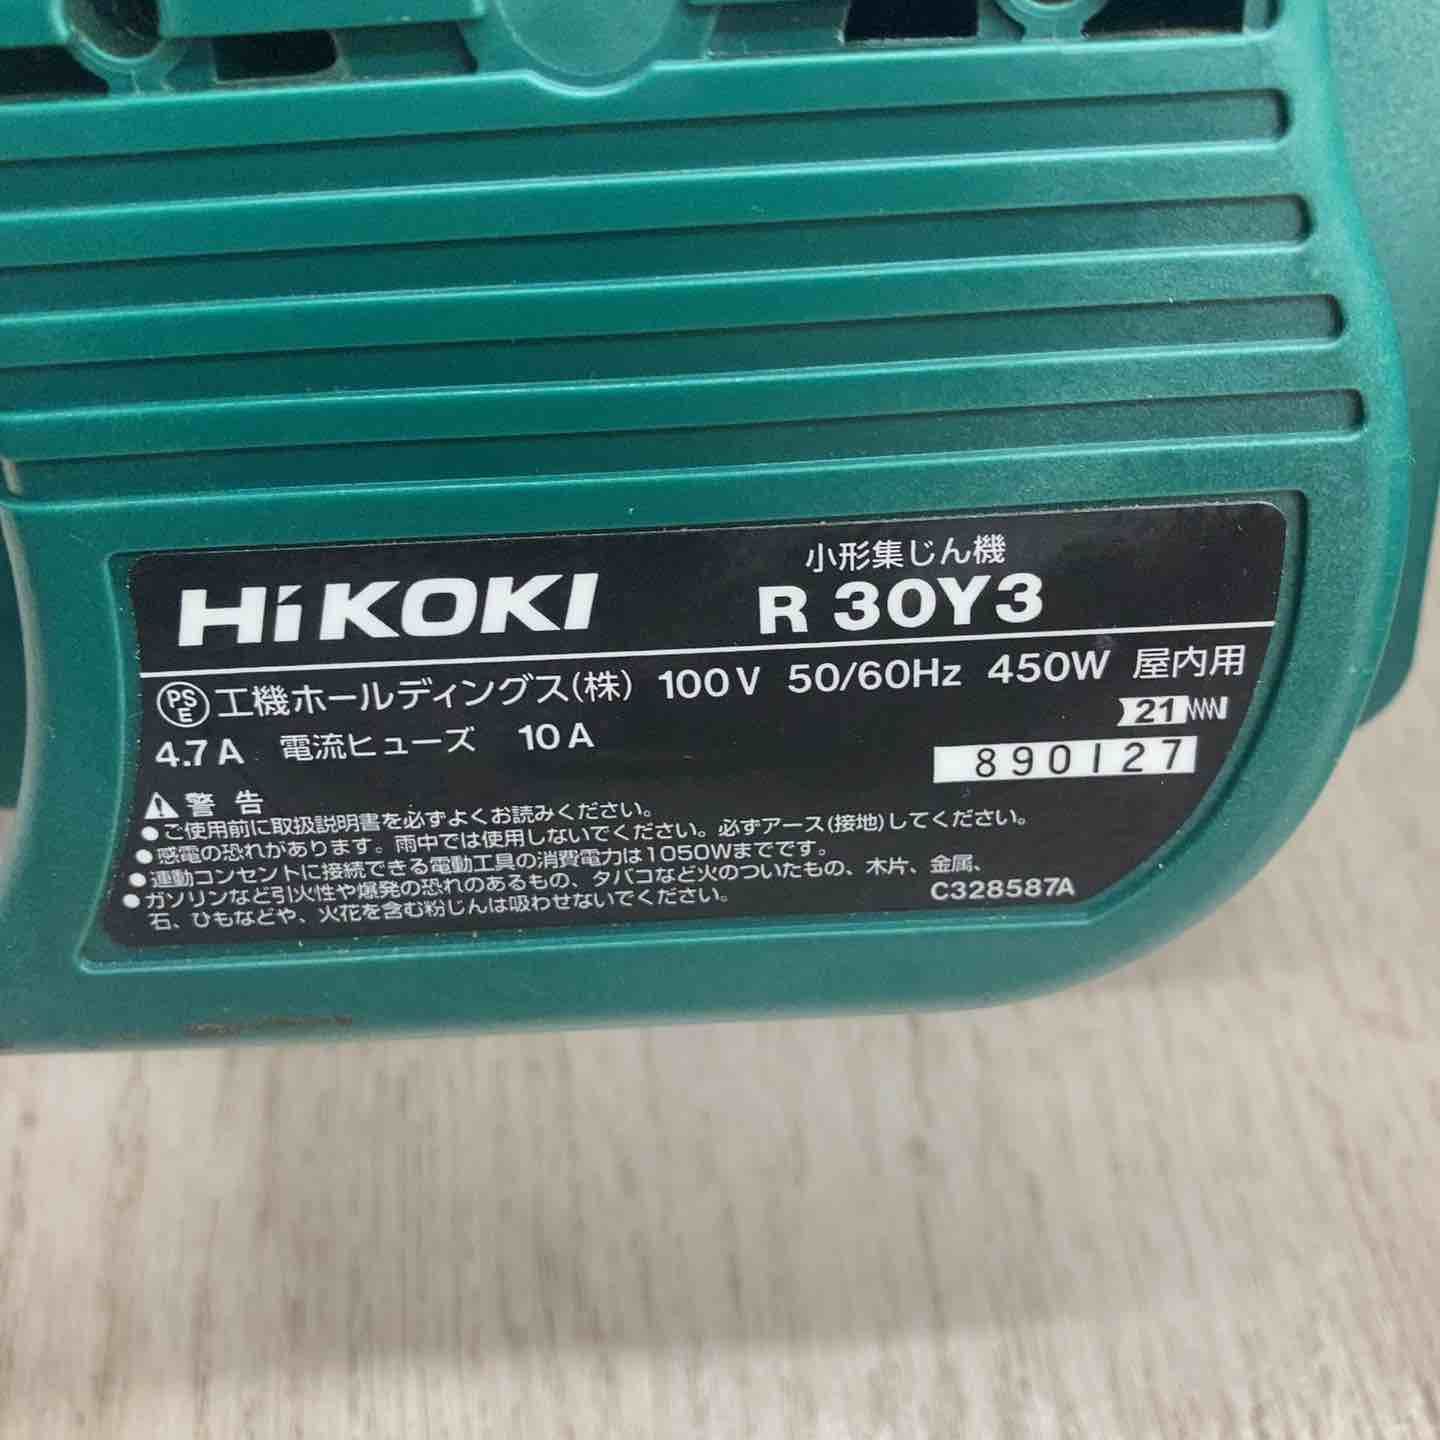 小形集じん機
HiKOKI R 30Y3
PSE 工機ホールディングス(株) 100V 50/60Hz 450W 屋内用
4.7A 電流ヒューズ 10A 21
890127
警告
●ご使用前に取扱説明書を必ずよくお読みください。
●感電の恐れがあります。雨中では使用しないでください。必ずアース(接地)してください。
●連動コンセントに接続できる電動工具の消費電力は1050Wまでです。
●ガソリンなど引火性や爆発の恐れのあるもの、タバコなど火のついたもの、木片、金属、
石、ひもなどや、火花を含む粉じんは吸わせないでください。
C328587A